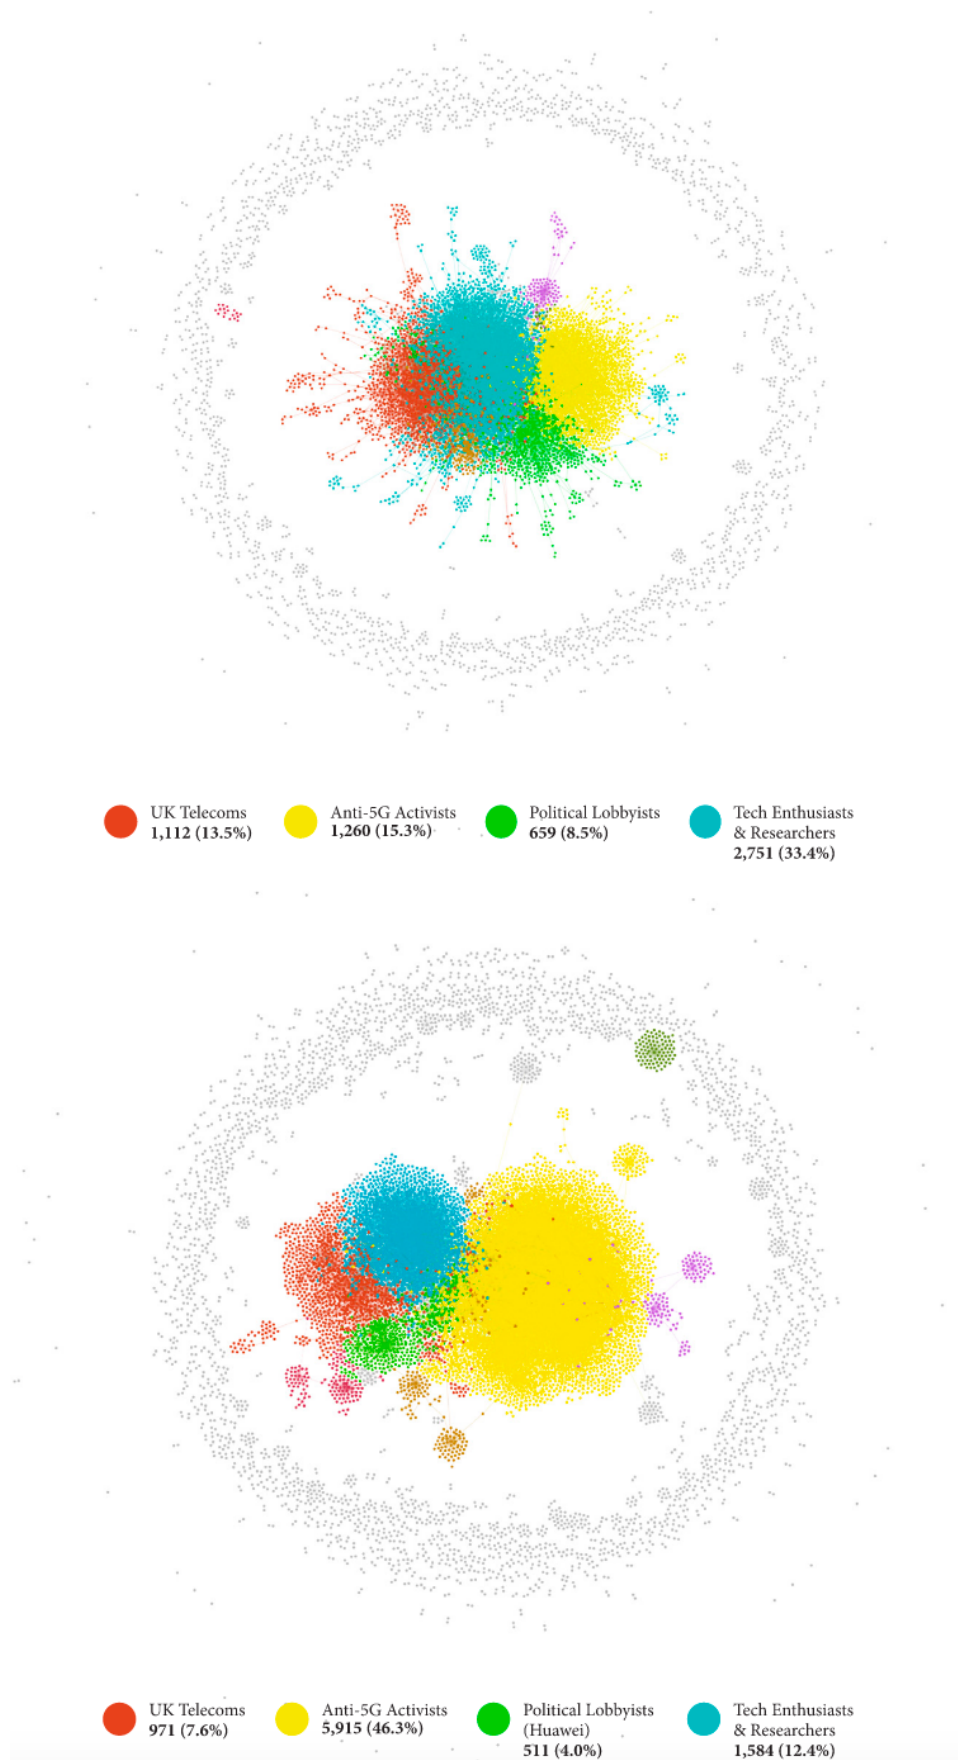 UK Telecoms
1,112 (13.5%)
Anti-5G Activists
1,260 (15.3%)
Political Lobbyists
659 (8.5%)
Tech Enthusiasts
& Researchers
2,751 (33.4%)
UK Telecoms
971 (7.6%)
Anti-5G Activists
5,915 (46.3%)
Political Lobbyists
(Huawei)
511 (4.0%)
Tech Enthusiasts
& Researchers
1,584 (12.4%)